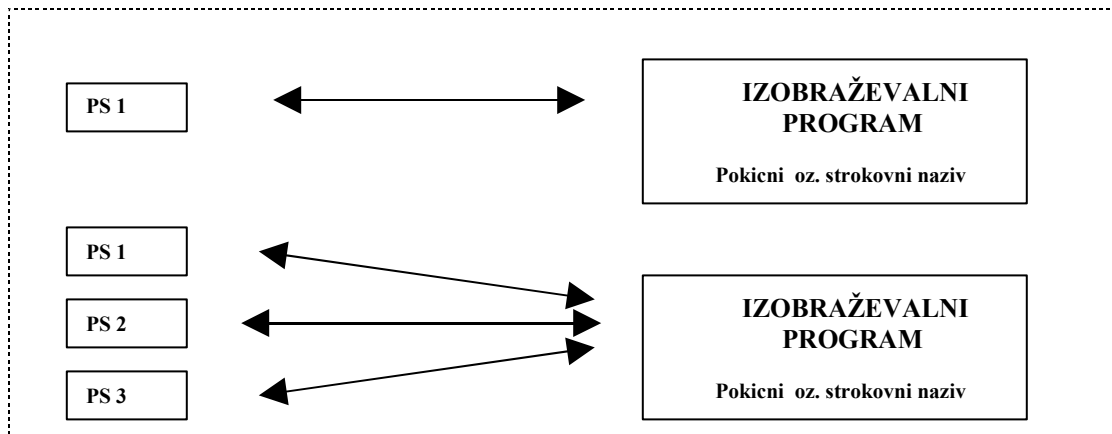 PS 1
IZOBRAŽEVALNI
PROGRAM
Pokicni oz. strokovni naziv
PS 1
PS 2
PS 3
IZOBRAŽEVALNI
PROGRAM
Pokicni oz. strokovni naziv